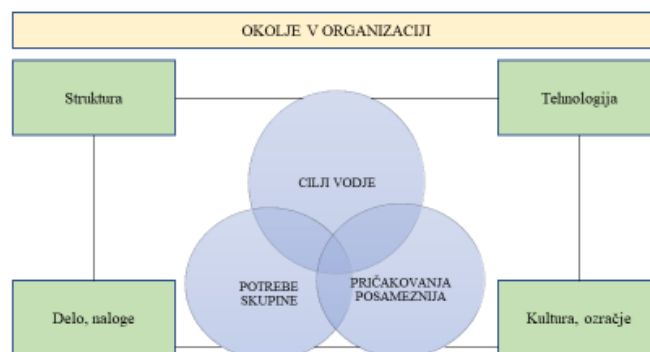 OKOLJE V ORGANIZACIJI
Struktura
Tehnologija
CILJI VODJE
POTREBE
SKUPINE
PRIČAKOVANJA
POSAMEZNIJA
Delo, naloge
Kultura, ozračje